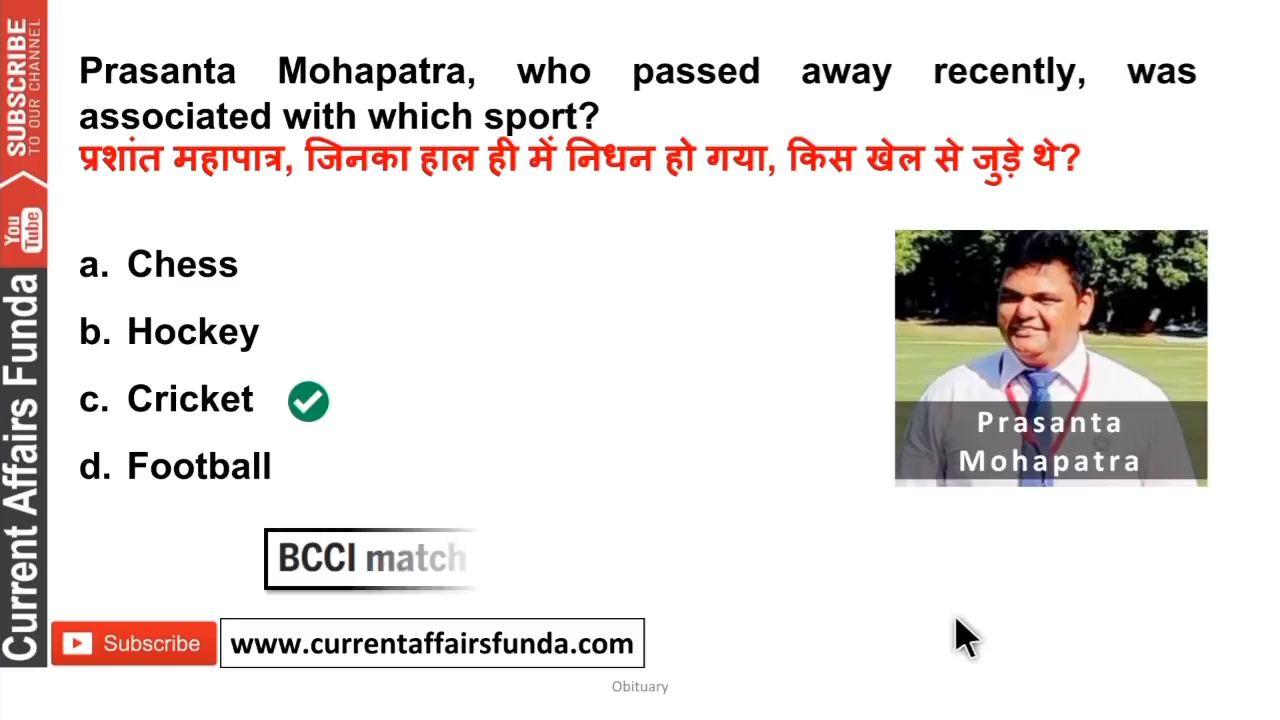 Prasanta Mohapatra, who passed away recently, was
associated with which sport?
प्रशांत महापात्र, जिनका हाल ही में निधन हो गया, किस खेल से जुड़े थे?
a. Chess
b. Hockey
c. Cricket
d. Football
Prasanta
Mohapatra
BCCI match
Subscribe
www.currentaffairsfunda.com
Obituary
SUBSCRIBE
TO OUR CHANNEL
You
Tube
Current Affairs Funda